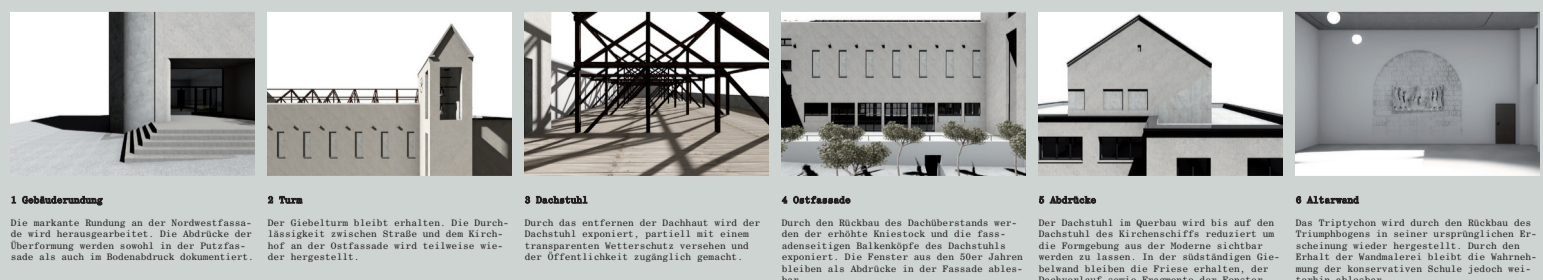 1 Gebäuderundung
Die markante Rundung an der Nordwestfassa-
de wird herausgearbeitet. Die Abdrücke der
Überformung werden sowohl in der Putzfas-
sade als auch im Bodenabdruck dokumentiert.
2 Turm
Der Giebelturm bleibt erhalten. Die Durch-
lässigkeit zwischen Straße und dem Kirch-
hof an der Ostfassade wird teilweise wie-
der hergestellt.
3 Dachstuhl
Durch das entfernen der Dachhaut wird der
Dachstuhl exponiert, partiell mit einem
transparenten Wetterschutz versehen und
der Öffentlichkeit zugänglich gemacht.
4 Ostfassade
Durch den Rückbau des Dachüberstands wer-
den der erhöhte Kniestock und die fass-
adenseitigen Balkenköpfe des Dachstuhls
exponiert. Die Fenster aus den 50er Jahren
bleiben als Abdrücke in der Fassade ables-
bar.
5 Abdrücke
Der Dachstuhl im Querbau wird bis auf den
Dachstuhl des Kirchenschiffs reduziert um
die Formgebung aus der Moderne sichtbar
werden zu lassen. In der südständigen Gie-
belwand bleiben die Friese erhalten, der
Dachverlauf sowie Fragmente der Fenster
6 Altarwand
Das Triptychon wird durch den Rückbau des
Triumphbogens in seiner ursprünglichen Er-
scheinung wieder hergestellt. Durch den
Erhalt der Wandmalerei bleibt die Wahrneh-
mung der konservativen Schule jedoch wei-
terhin ablesbar.